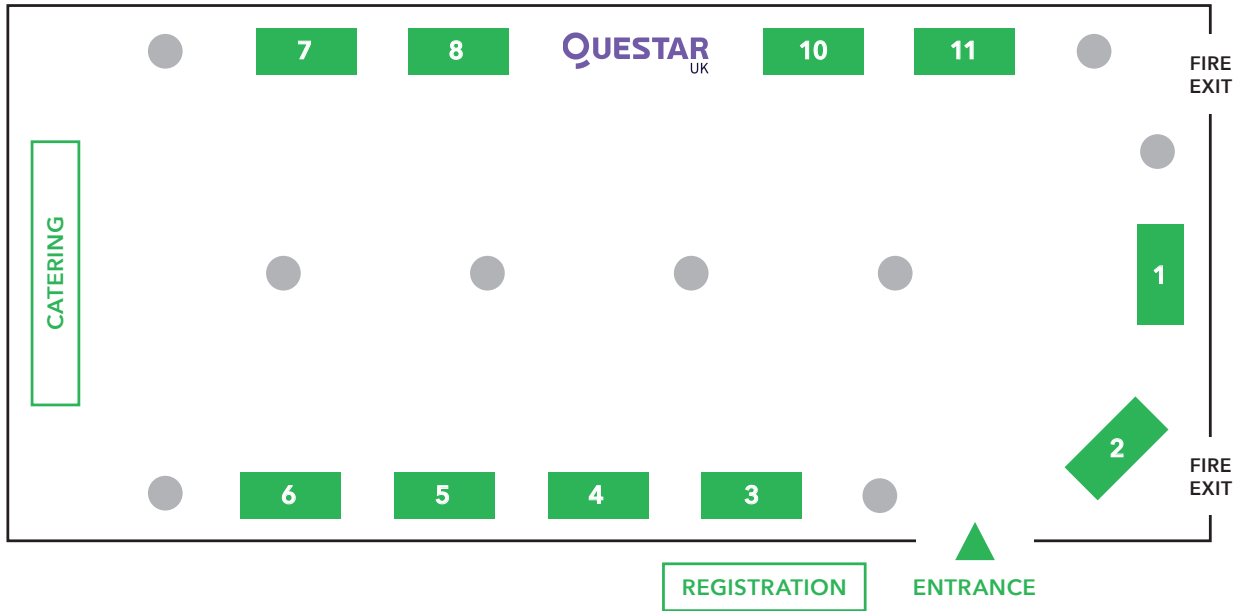 7 8 QUESTAR 10 11
UK
FIRE
EXIT
CATERING
1
2
FIRE
EXIT
6 5 4 3
REGISTRATION ENTRANCE